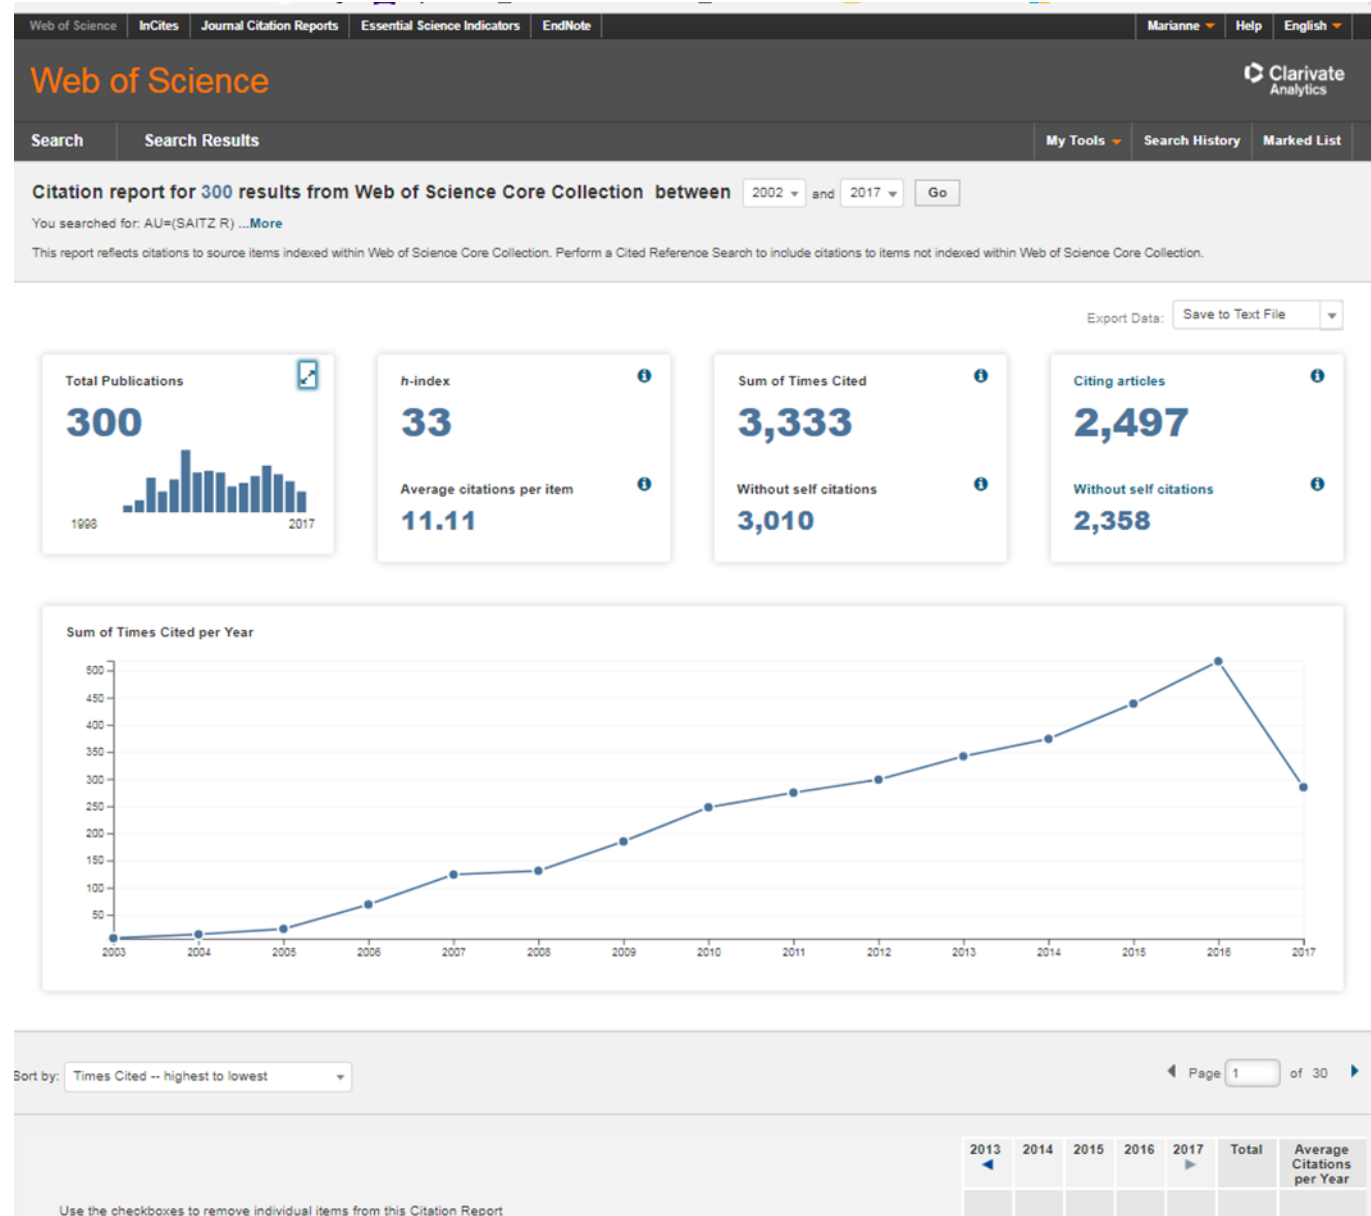 Web of Science InCites Journal Citation Reports Essential Science Indicators EndNote Marianne Help English
Web of Science
Clarivate
Analytics
Search Search Results My Tools Search History Marked List
Citation report for 300 results from Web of Science Core Collection between 2002 and 2017 Go
You searched for: AU=(SAITZ R) ...More
This report reflects citations to source items indexed within Web of Science Core Collection. Perform a Cited Reference Search to include citations to items not indexed within Web of Science Core Collection.
Export Data: Save to Text File
Total Publications
300
1998 2017
h-index
33
Average citations per item
11.11
Sum of Times Cited
3,333
Without self citations
3,010
Citing articles
2,497
Without self citations
2,358
Sum of Times Cited per Year
500
450
400
350
300
250
200
150
100
50
2003 2004 2005 2006 2007 2008 2009 2010 2011 2012 2013 2014 2015 2016 2017
Sort by: Times Cited -- highest to lowest Page 1 of 30
2013 2014 2015 2016 2017 Total Average
Citations
per Year
Use the checkboxes to remove individual items from this Citation Report